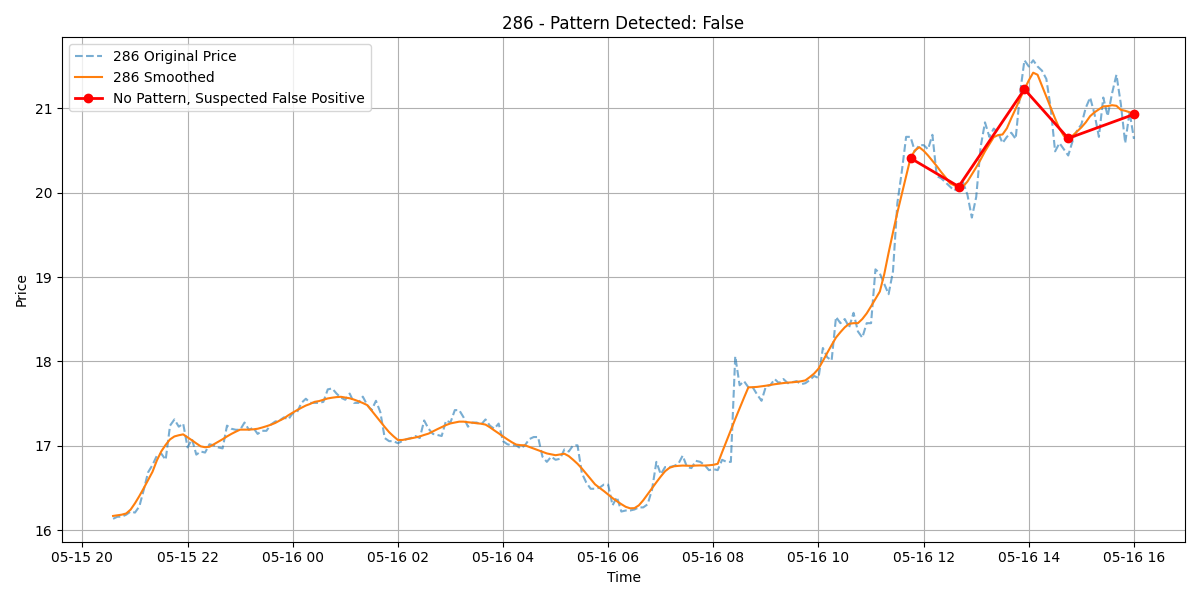 286 - Pattern Detected: False
286 Original Price
286 Smoothed
No Pattern, Suspected False Positive
Price
21
20
19
18
17
16
05-15 20
05-15 22
05-16 00
05-16 02
05-16 04
05-16 06
05-16 08
05-16 10
05-16 12
05-16 14
05-16 16
Time